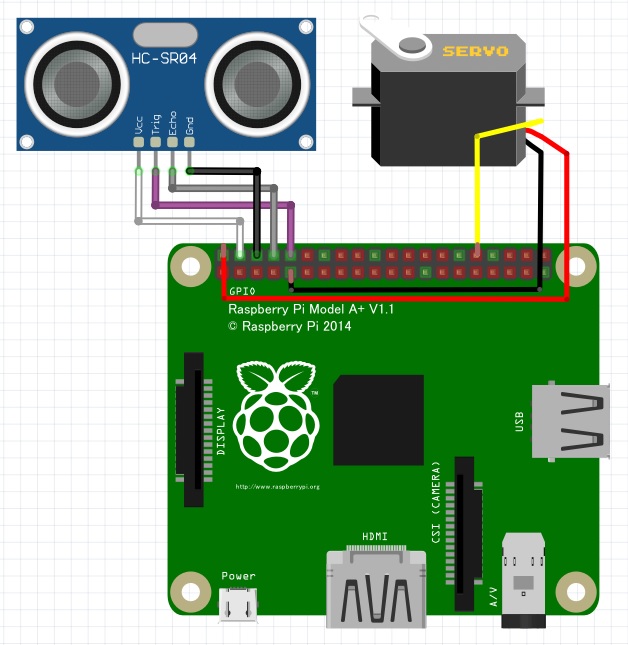 HC-SR04
Vcc
Trig
Echo
Gnd
SERVO
GPIO
Raspberry Pi Model A+ V1.1
© Raspberry Pi 2014
TM
DISPLAY
http://www.raspberrypi.org
USB
CSI (CAMERA)
HDMI
Power
A/V